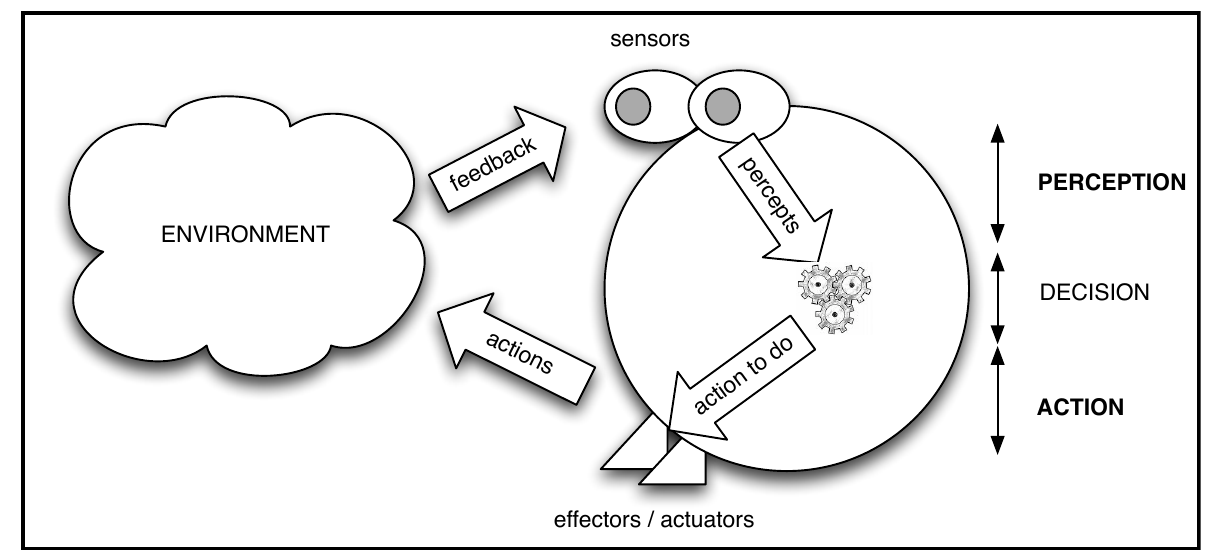 sensors
feedback
percepts
PERCEPTION
ENVIRONMENT
DECISION
actions
action to do
ACTION
effectors / actuators